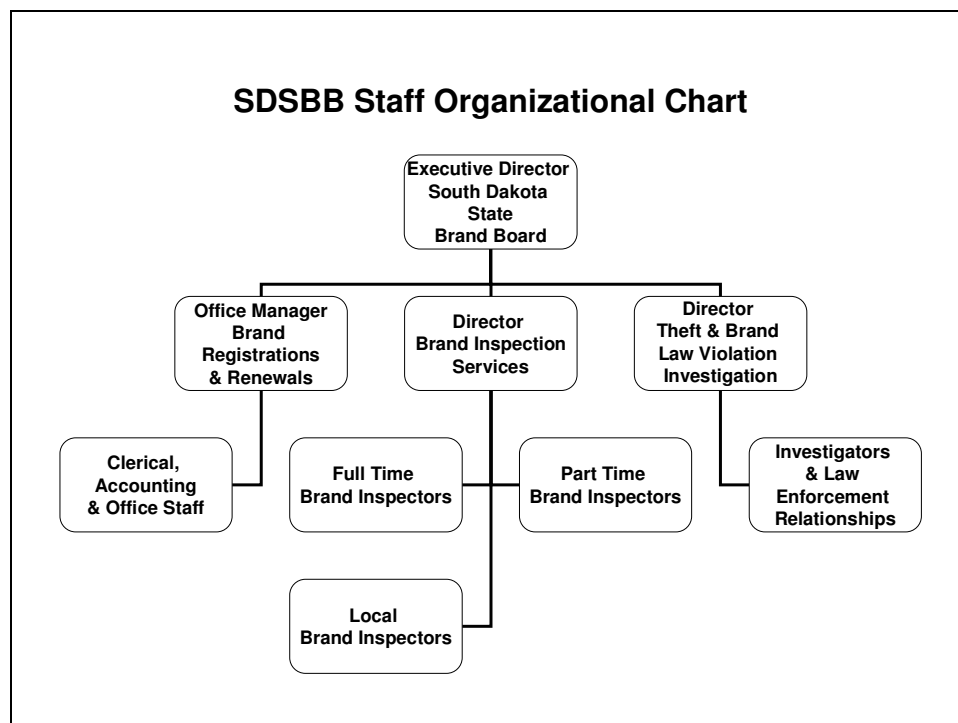 SDSBB Staff Organizational Chart
Executive Director
South Dakota
State
Brand Board
Office Manager
Brand
Registrations
& Renewals
Director
Brand Inspection
Services
Director
Theft & Brand
Law Violation
Investigation
Clerical,
Accounting
& Office Staff
Full Time
Brand Inspectors
Part Time
Brand Inspectors
Investigators
& Law
Enforcement
Relationships
Local
Brand Inspectors